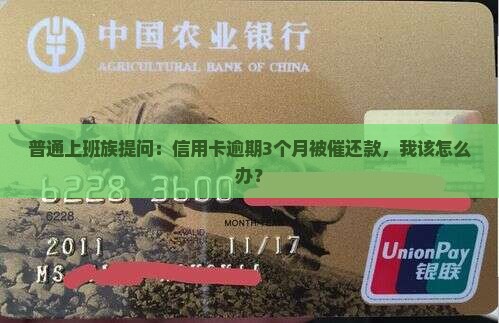 中国农业银行
AGRICULTURAL BANK OF CHINA
普通上班族提问：信用卡逾期3个月被催还款，我该怎么
办？
6228 3600
6228
MONTH
VALID
2011 11/17
MS
UnionPay
银联